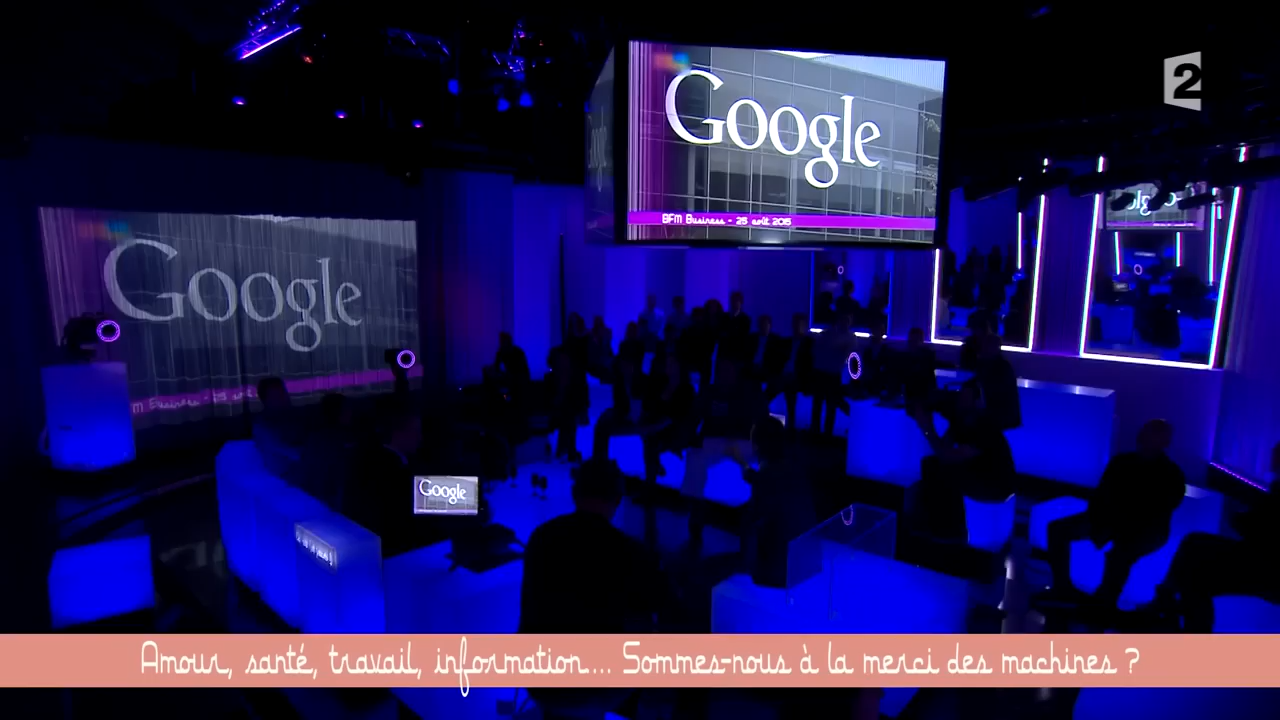 2
Google
BFM Business - 25 août 2015
Google
Google
Amour, santé, travail, information... Sommes-nous à la merci des machines ?